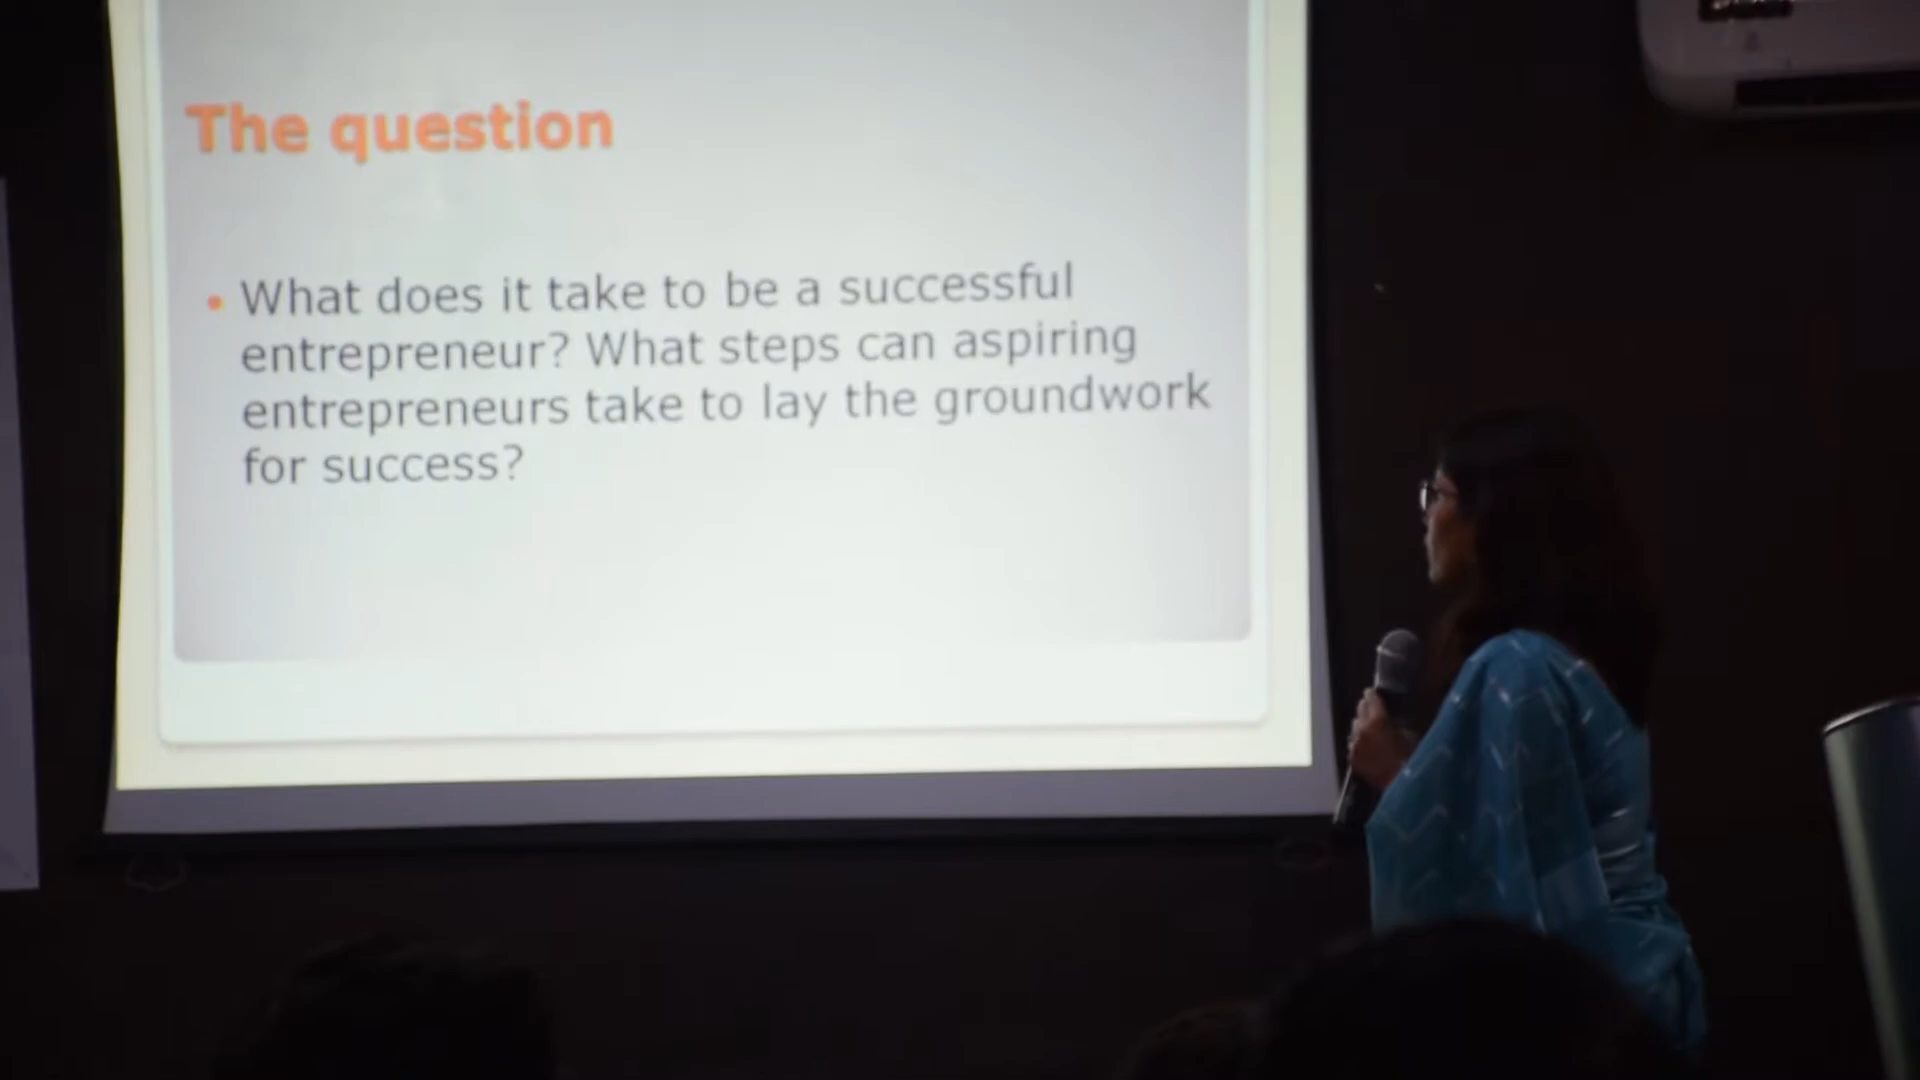 The question
• What does it take to be a successful
entrepreneur? What steps can aspiring
entrepreneurs take to lay the groundwork
for success?